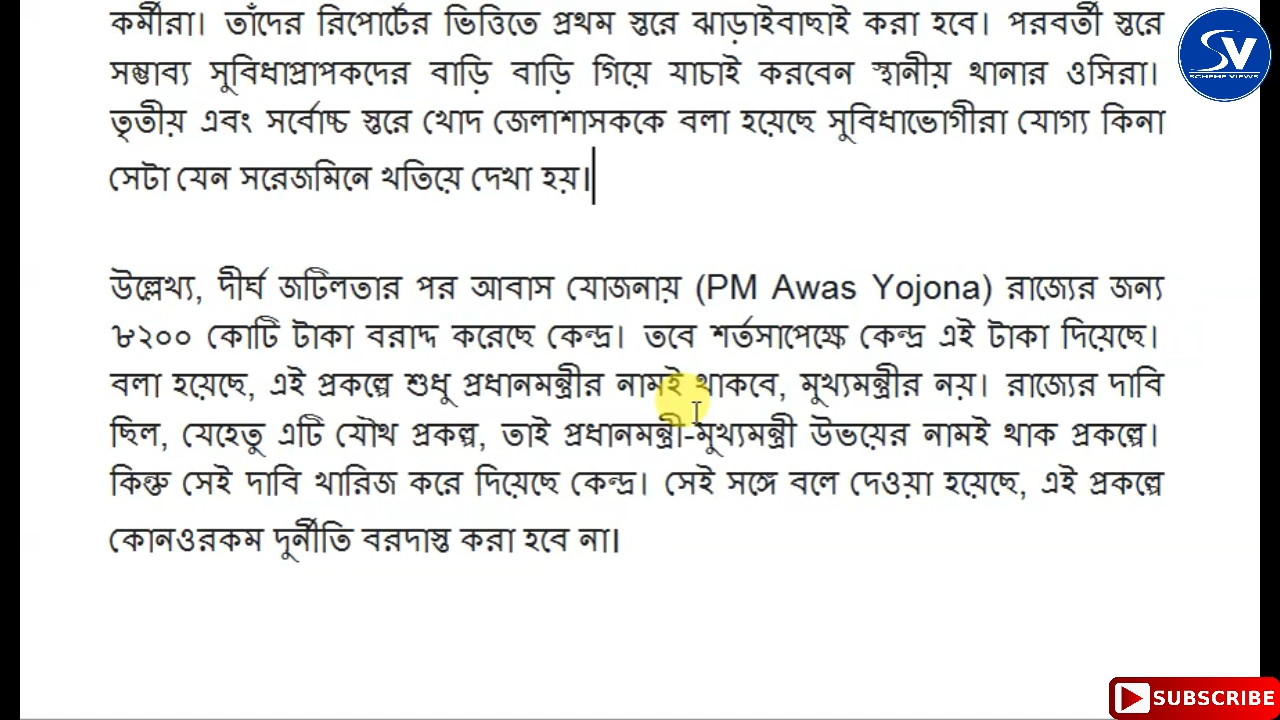 কর্মীরা। তাঁদের রিপোর্টের ভিত্তিতে প্রথম স্তরে ঝাড়াইবাছাই করা হবে। পরবর্তী স্তরে
সম্ভাব্য সুবিধাপ্রাপকদের বাড়ি বাড়ি গিয়ে যাচাই করবেন স্থানীয় থানার ওসিরা।
তৃতীয় এবং সর্বোচ্চ স্তরে খোদ জেলাশাসককে বলা হয়েছে সুবিধাভোগীরা যোগ্য কিনা
সেটা যেন সরেজমিনে খতিয়ে দেখা হয়।
উল্লেখ্য, দীর্ঘ জটিলতার পর আবাস যোজনায় (PM Awas Yojona) রাজ্যের জন্য
৮২০০ কোটি টাকা বরাদ্দ করেছে কেন্দ্র। তবে শর্তসাপেক্ষে কেন্দ্র এই টাকা দিয়েছে।
বলা হয়েছে, এই প্রকল্পে শুধু প্রধানমন্ত্রীর নামই থাকবে, মুখ্যমন্ত্রীর নয়। রাজ্যের দাবি
ছিল, যেহেতু এটি যৌথ প্রকল্প, তাই প্রধানমন্ত্রী-মুখ্যমন্ত্রী উভয়ের নামই থাক প্রকল্পে।
কিন্তু সেই দাবি খারিজ করে দিয়েছে কেন্দ্র। সেই সঙ্গে বলে দেওয়া হয়েছে, এই প্রকল্পে
কোনওরকম দুর্নীতি বরদাস্ত করা হবে না।
SV
SCHEME VIEWS
SUBSCRIBE